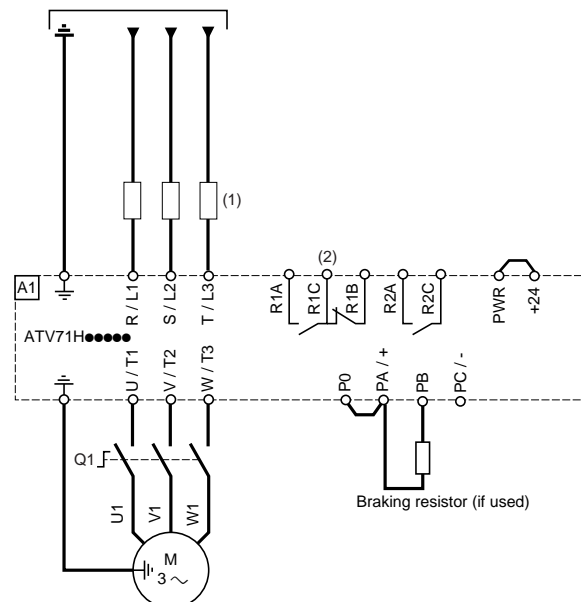 (1)
(2)
A1
R / L1
S / L2
T / L3
R1A
R1C
R1B
R2A
R2C
PWR
+24
ATV71H●●●●●
U / T1
V / T2
W / T3
P0
PA / +
PB
PC / -
Q1
U1
V1
W1
Braking resistor (if used)
M
3 ~